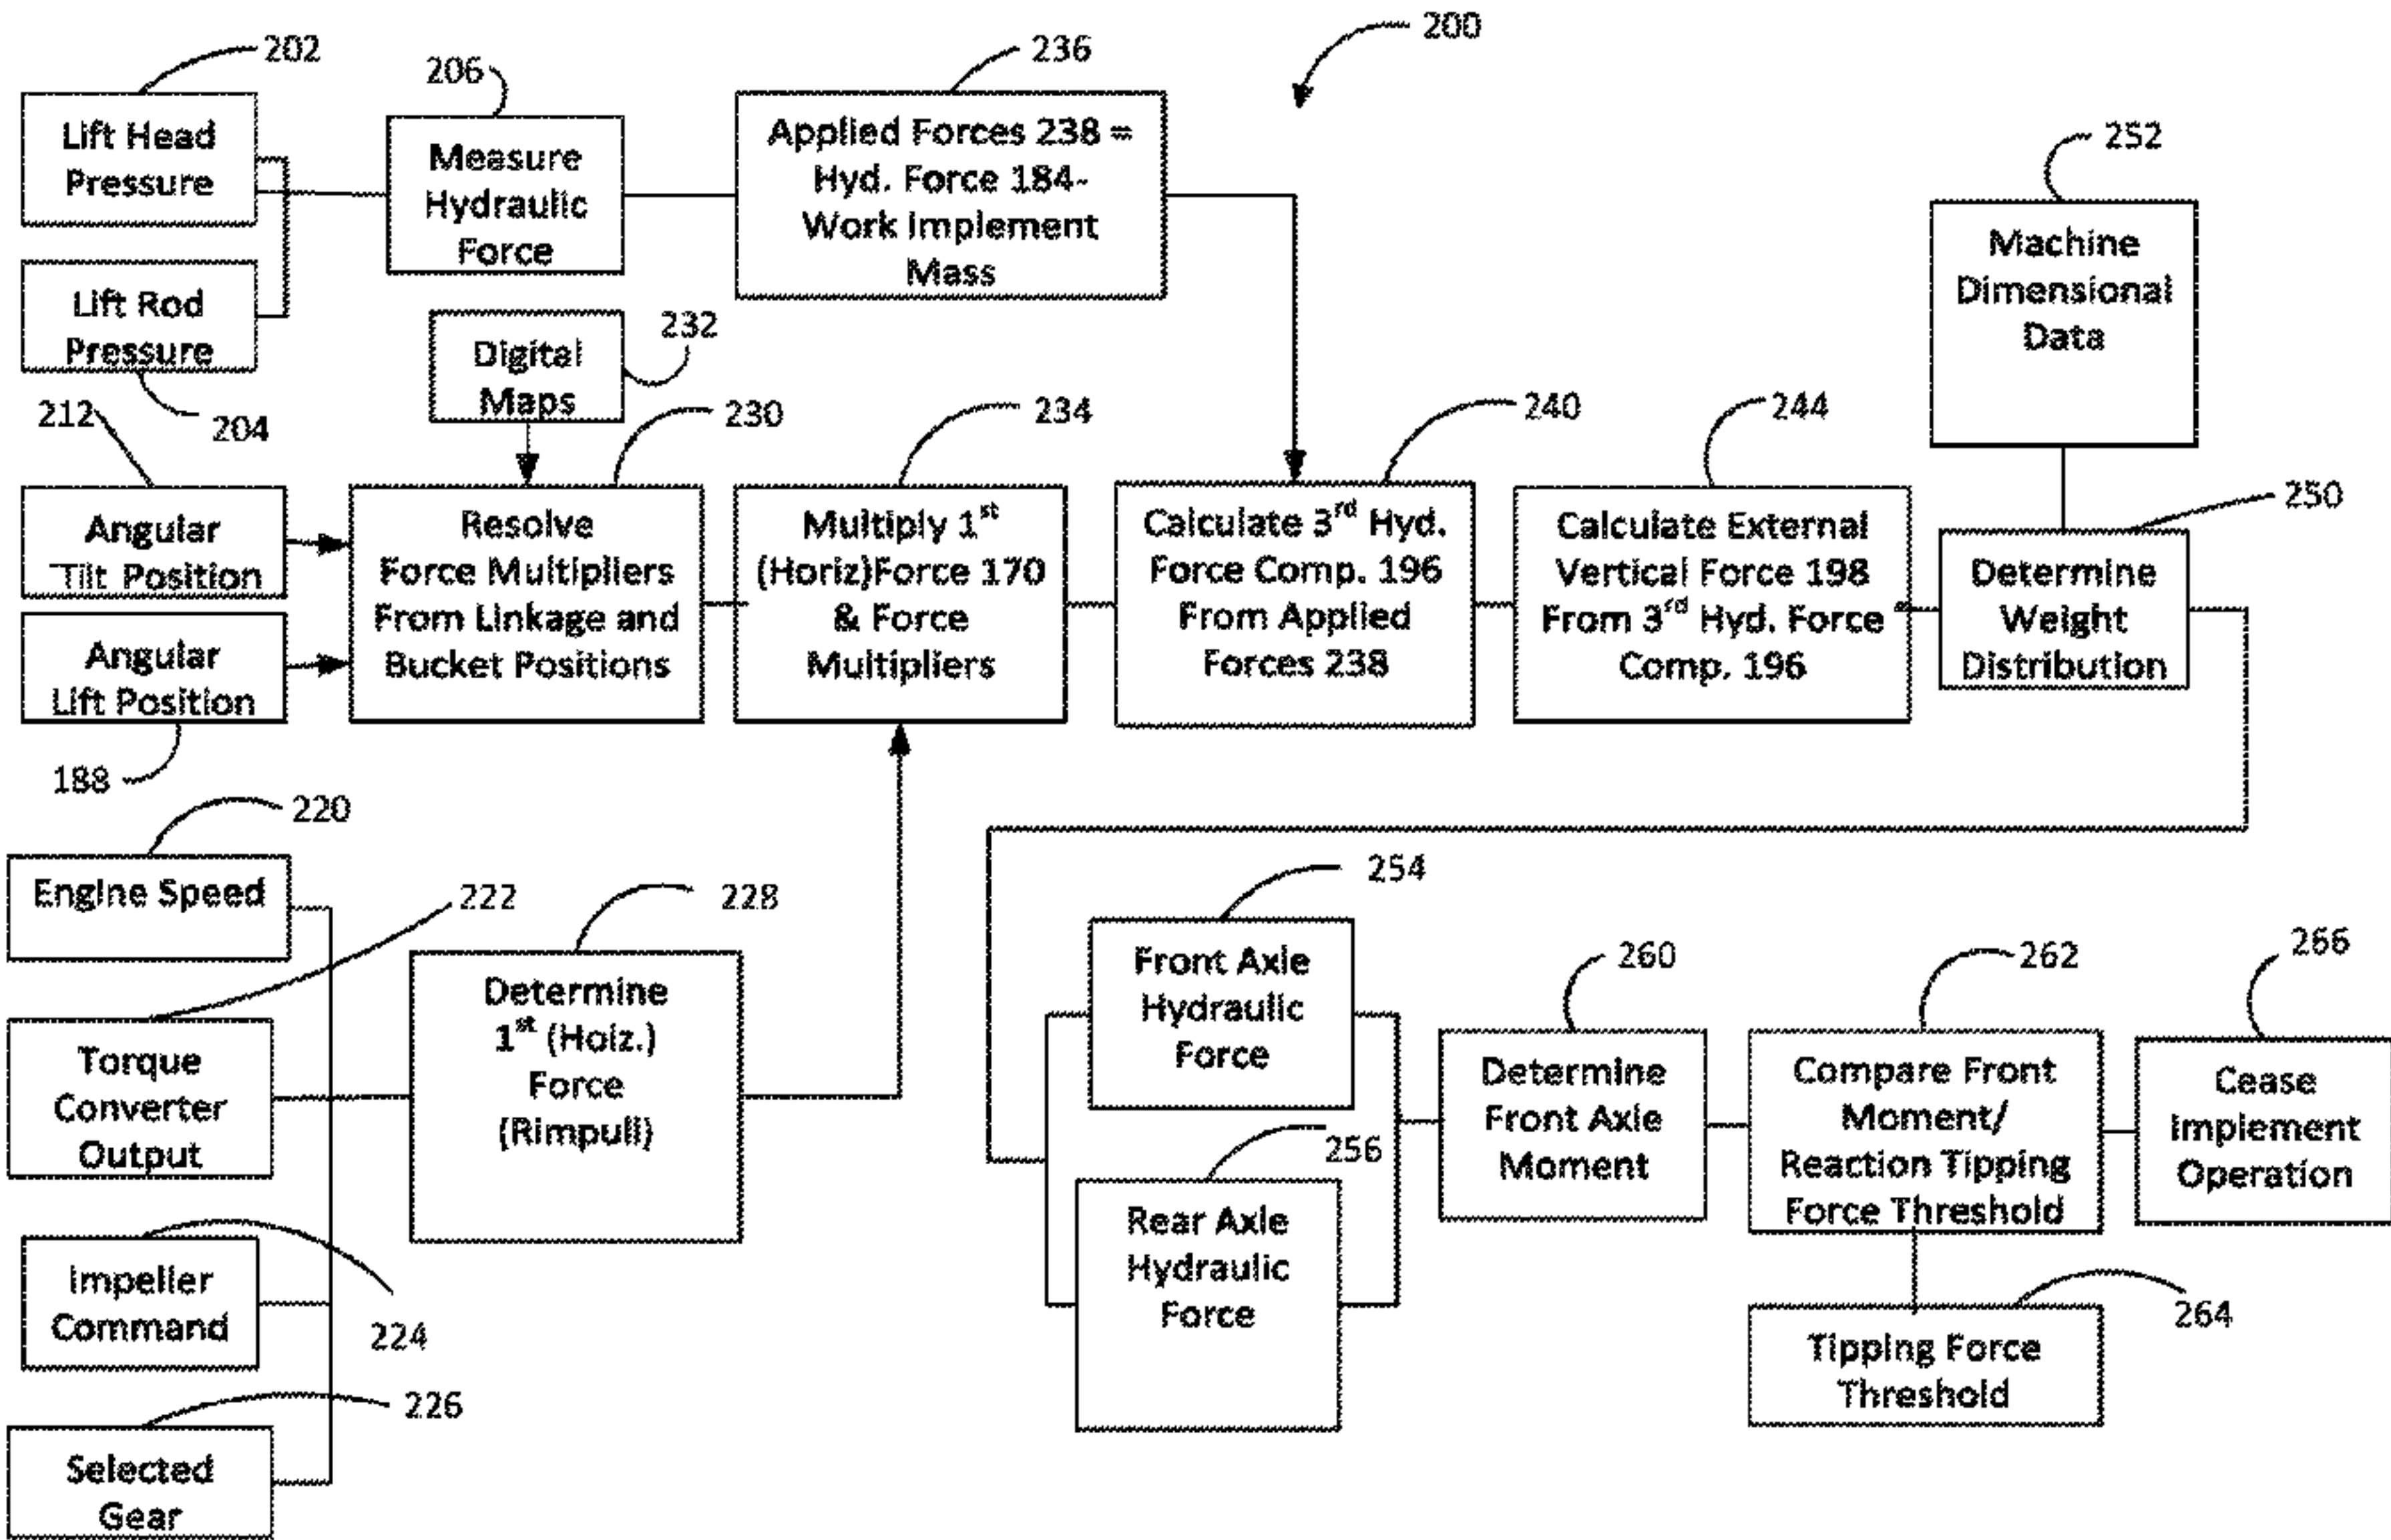 200
202
Lift Head
Pressure
Lift Rod
Pressure
204
206
Measure
Hydraulic
Force
236
Applied Forces 238 =
Hyd. Force 184-
Work Implement
Mass
252
Machine
Dimensional
Data
232
Digital
Maps
212
Angular
Tilt Position
Angular
Lift Position
188
230
Resolve
Force Multipliers
From Linkage and
Bucket Positions
234
Multiply 1st
(Horiz)Force 170
& Force
Multipliers
240
Calculate 3rd Hyd.
Force Comp. 196
From Applied
Forces 238
244
Calculate External
Vertical Force 198
From 3rd Hyd. Force
Comp. 196
250
Determine
Weight
Distribution
220
Engine Speed
222
Torque
Converter
Output
Impeller
Command
224
226
Selected
Gear
228
Determine
1st (Hoiz.)
Force
(Rimpull)
254
Front Axle
Hydraulic
Force
256
Rear Axle
Hydraulic
Force
260
Determine
Front Axle
Moment
262
Compare Front
Moment/
Reaction Tipping
Force Threshold
264
Tipping Force
Threshold
266
Cease
Implement
Operation